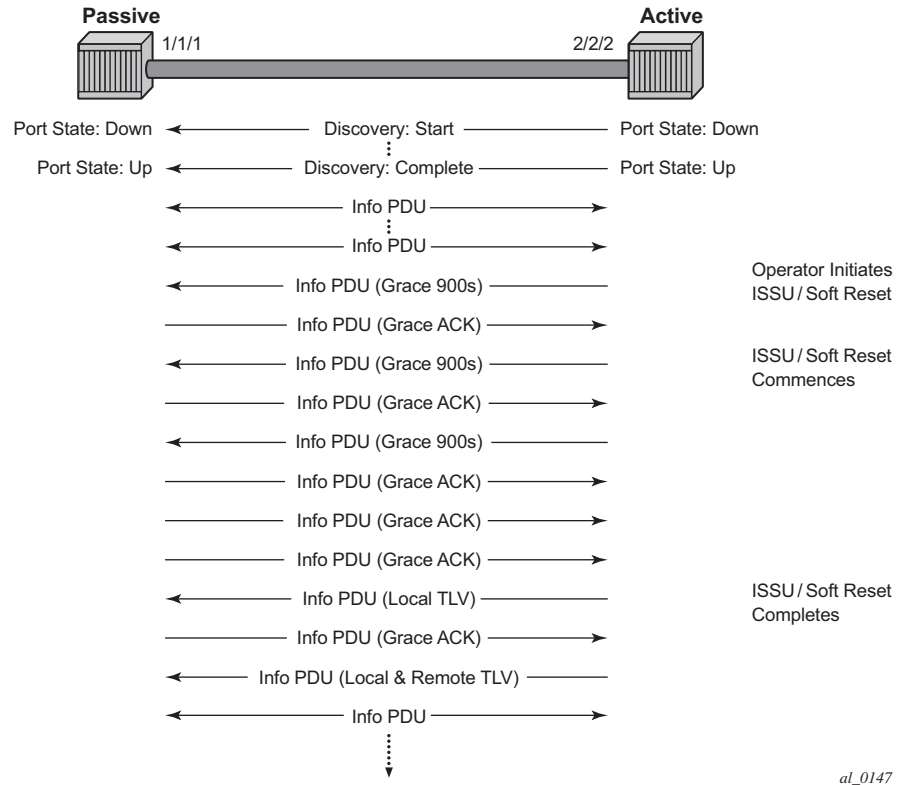 Passive
Active
1/1/1
2/2/2
Port State: Down
Discovery: Start
Port State: Down
Port State: Up
Discovery: Complete
Port State: Up
Info PDU
Info PDU
Operator Initiates
ISSU/Soft Reset
Info PDU (Grace 900s)
Info PDU (Grace ACK)
ISSU/Soft Reset
Commences
Info PDU (Grace 900s)
Info PDU (Grace ACK)
Info PDU (Grace 900s)
Info PDU (Grace ACK)
Info PDU (Grace ACK)
Info PDU (Grace ACK)
ISSU/Soft Reset
Completes
Info PDU (Local TLV)
Info PDU (Grace ACK)
Info PDU (Local & Remote TLV)
Info PDU
al_0147